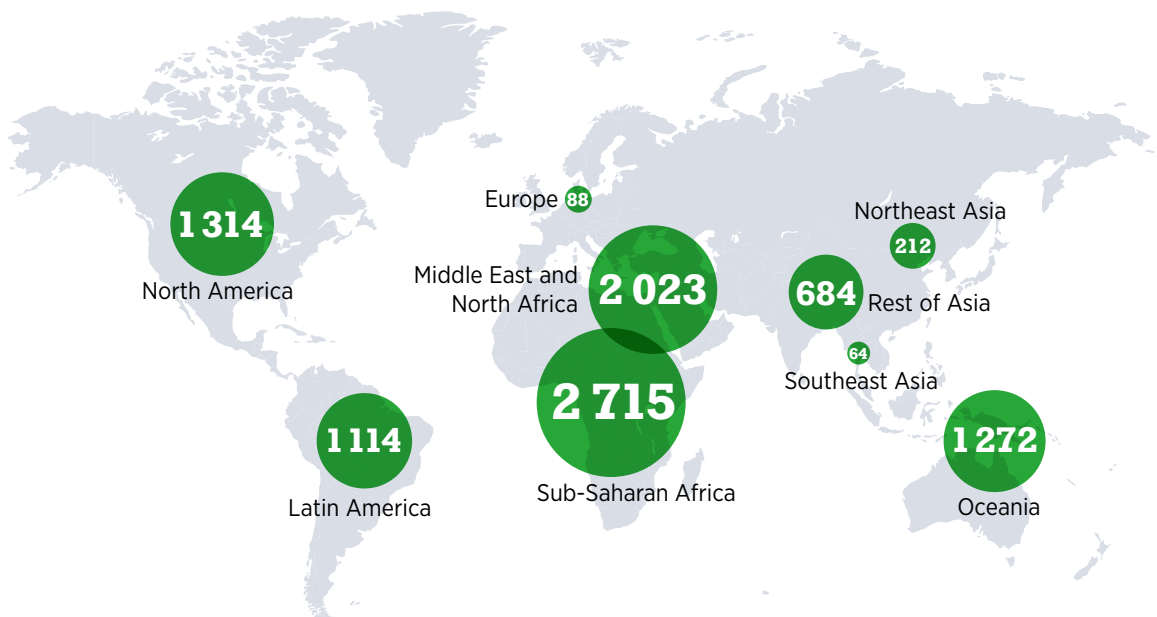 1 314
North America
Europe
88
Northeast Asia
212
Middle East and
North Africa
2 023
684
Rest of Asia
64
Southeast Asia
2 715
Sub-Saharan Africa
1 114
Latin America
1 272
Oceania